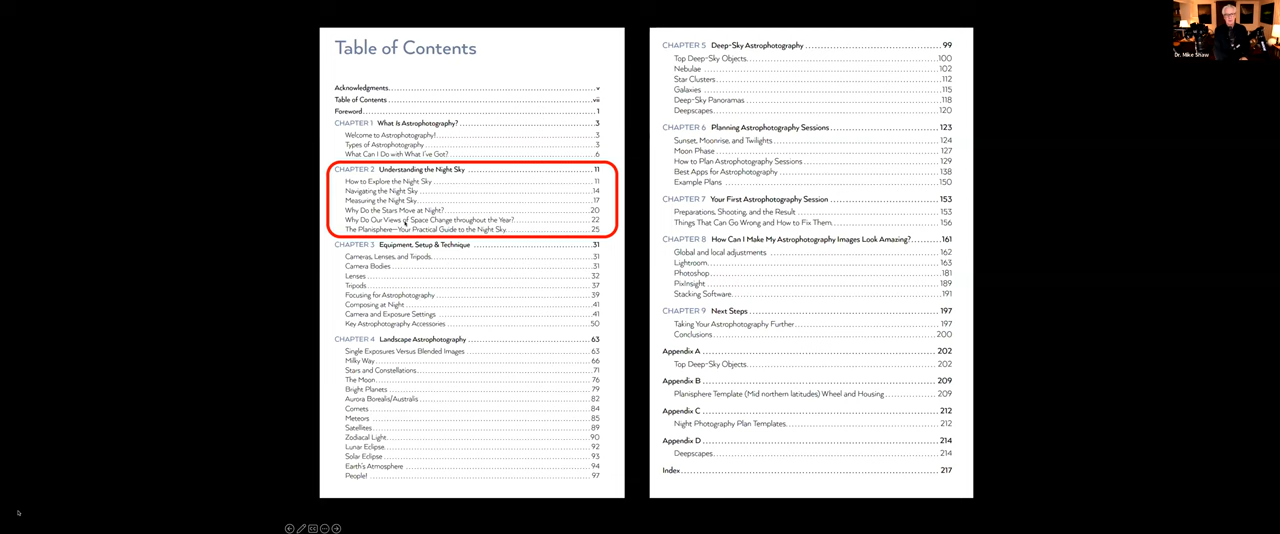 Table of Contents
Acknowledgments v
Table of Contents vii
Foreword 1
CHAPTER 1 What Is Astrophotography? 3
Welcome to Astrophotography! 3
Types of Astrophotography 3
What Can I Do with What I've Got? 6
CHAPTER 2 Understanding the Night Sky 11
How to Explore the Night Sky 11
Navigating the Night Sky 14
Measuring the Night Sky 17
Why Do the Stars Move at Night? 20
Why Do Our Views of Space Change throughout the Year? 22
The Planisphere—Your Practical Guide to the Night Sky 25
CHAPTER 3 Equipment, Setup & Technique 31
Cameras, Lenses, and Tripods 31
Camera Bodies 31
Lenses 32
Tripods 37
Focusing for Astrophotography 39
Composing at Night 41
Camera and Exposure Settings 41
Key Astrophotography Accessories 50
CHAPTER 4 Landscape Astrophotography 63
Single Exposures Versus Blended Images 63
Milky Way 66
Stars and Constellations 71
The Moon 76
Bright Planets 79
Aurora Borealis/Australis 82
Comets 84
Meteors 85
Satellites 89
Zodiacal Light 90
Lunar Eclipse 92
Solar Eclipse 93
Earth's Atmosphere 94
People! 97
CHAPTER 5 Deep-Sky Astrophotography 99
Top Deep-Sky Objects 100
Nebulae 102
Star Clusters 112
Galaxies 115
Deep-Sky Panoramas 118
Deepscapes 120
CHAPTER 6 Planning Astrophotography Sessions 123
Sunset, Moonrise, and Twilights 124
Moon Phase 127
How to Plan Astrophotography Sessions 129
Best Apps for Astrophotography 138
Example Plans 150
CHAPTER 7 Your First Astrophotography Session 153
Preparations, Shooting, and the Result 153
Things That Can Go Wrong and How to Fix Them 156
CHAPTER 8 How Can I Make My Astrophotography Images Look Amazing? 161
Global and local adjustments 162
Lightroom 163
Photoshop 181
PixInsight 189
Stacking Software 191
CHAPTER 9 Next Steps 197
Taking Your Astrophotography Further 197
Conclusions 200
Appendix A 202
Top Deep-Sky Objects 202
Appendix B 209
Planisphere Template (Mid northern latitudes) Wheel and Housing 209
Appendix C 212
Night Photography Plan Templates 212
Appendix D 214
Deepscapes 214
Index 217
Dr. Mike Shaw